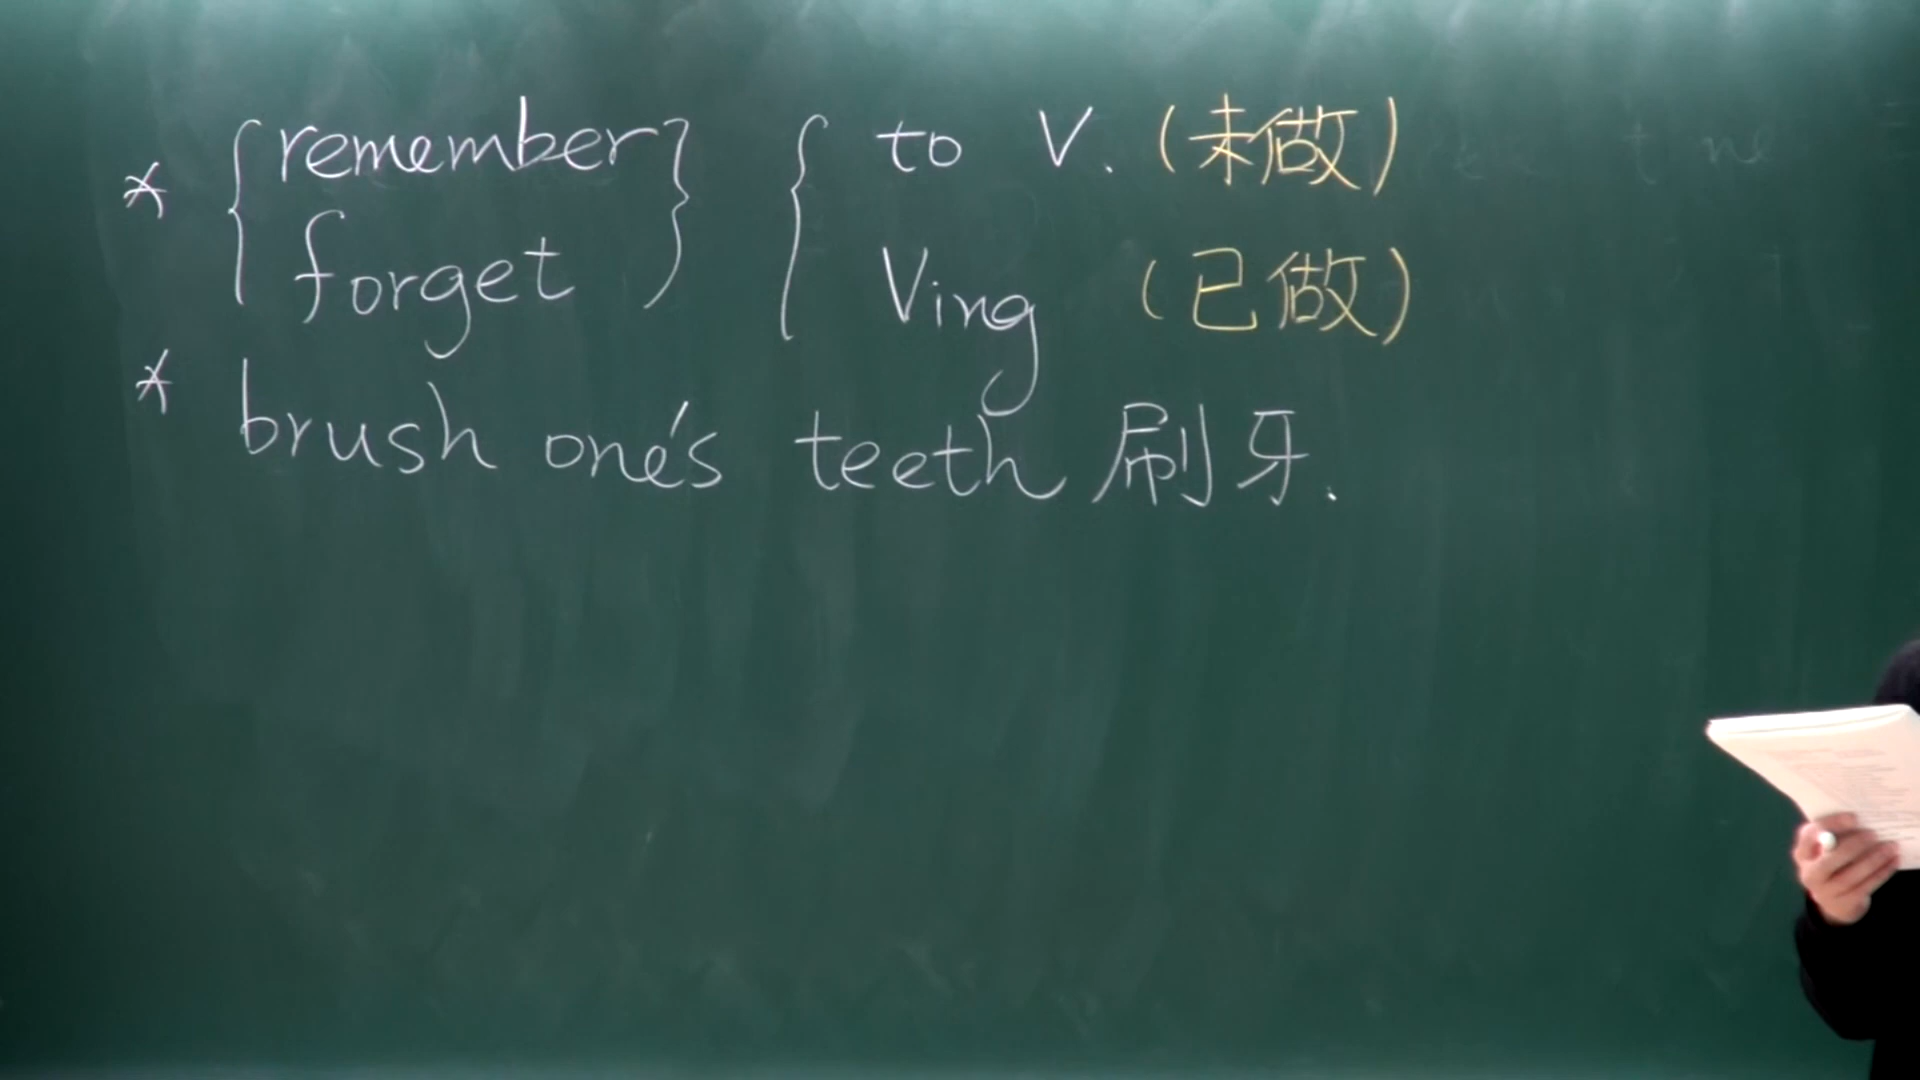 * { remember } { to V. (未做)
forget Ving (已做)
* brush one's teeth 刷牙.